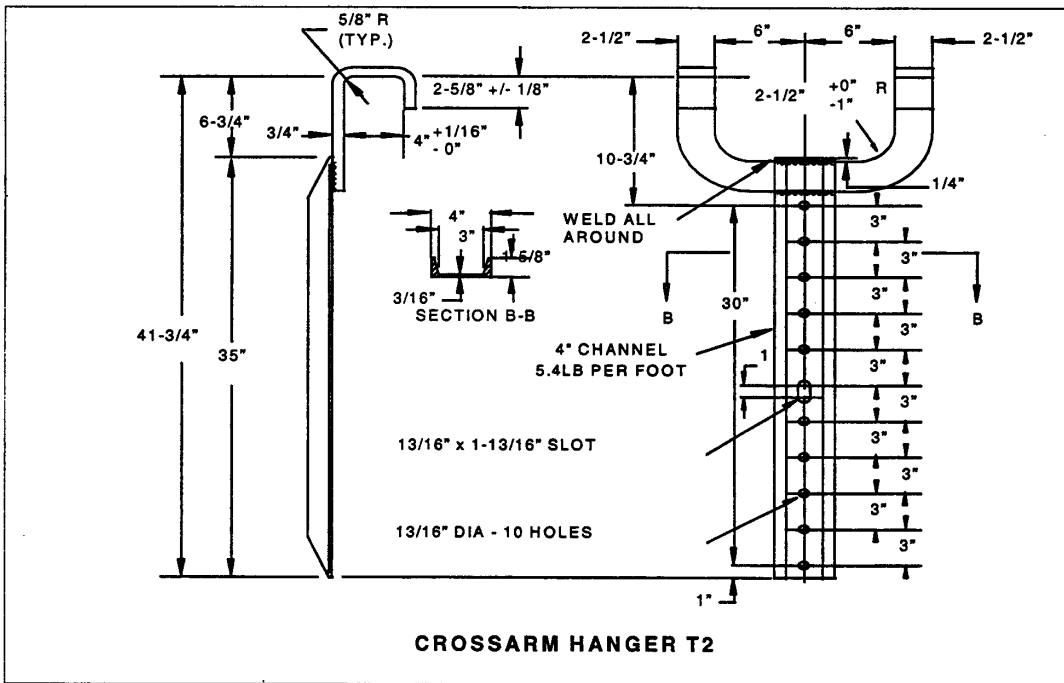 5/8" R
(TYP.)
6" 6"
2-1/2" 2-1/2"
2-5/8" +/- 1/8"
2-1/2" +0" R
-1"
6-3/4"
3/4"
4" +1/16"
- 0"
10-3/4"
1/4"
WELD ALL
AROUND
4"
3"
1 5/8"
3/16"
SECTION B-B
B B
30"
41-3/4"
35"
4" CHANNEL
5.4LB PER FOOT
1
13/16" x 1-13/16" SLOT
13/16" DIA - 10 HOLES
3"
3"
3"
3"
3"
3"
3"
3"
3"
3"
1"
CROSSARM HANGER T2